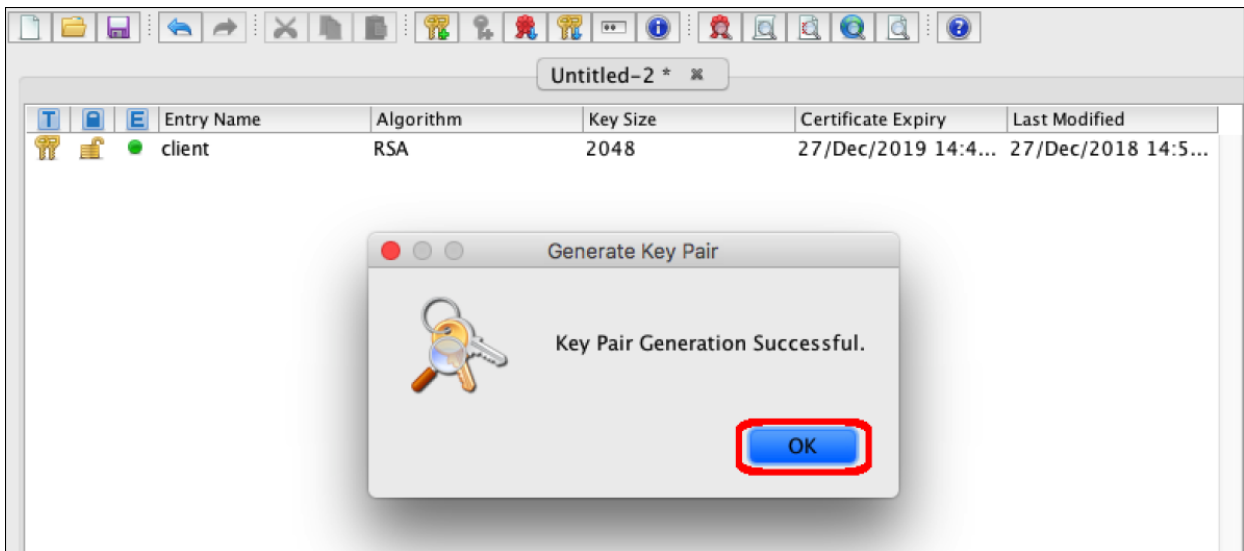 Untitled-2 *
T E Entry Name Algorithm Key Size Certificate Expiry Last Modified
client RSA 2048 27/Dec/2019 14:4... 27/Dec/2018 14:5...
Generate Key Pair
Key Pair Generation Successful.
OK